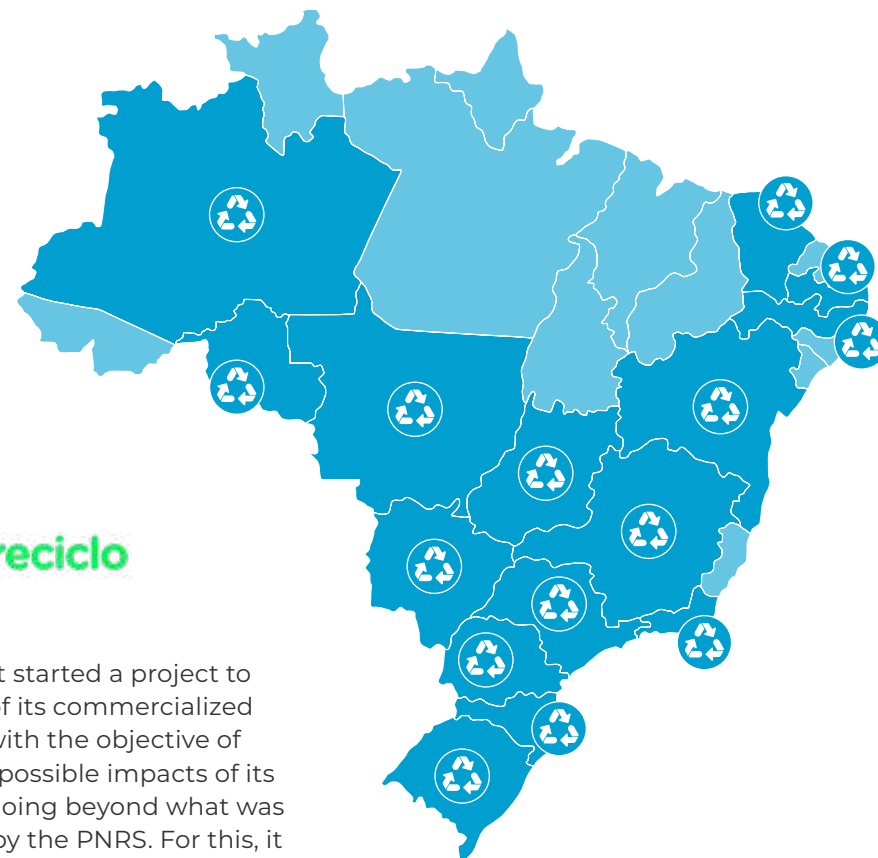 reciclo
t started a project to
of its commercialized
with the objective of
possible impacts of its
oing beyond what was
by the PNRS. For this, it